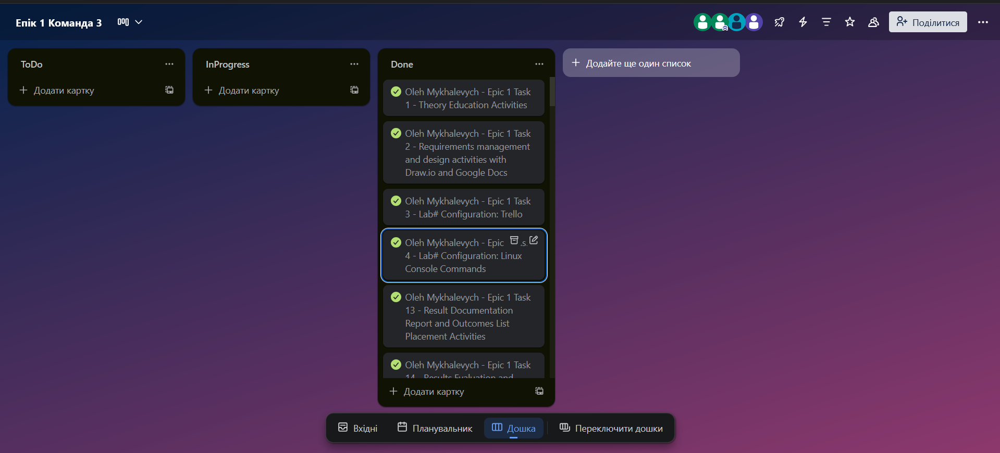 Епік 1 Команда 3
Поділитися
ToDo
Додати картку
InProgress
Додати картку
Done
Oleh Mykhalevych - Epic 1 Task
1 - Theory Education Activities
Oleh Mykhalevych - Epic 1 Task
2 - Requirements management
and design activities with
Draw.io and Google Docs
Oleh Mykhalevych - Epic 1 Task
3 - Lab# Configuration: Trello
Oleh Mykhalevych - Epic
4 - Lab# Configuration: Linux
Console Commands
Oleh Mykhalevych - Epic 1 Task
13 - Result Documentation
Report and Outcomes List
Placement Activities
Oleh Mykhalevych - Epic 1 Task
14 - Results Evaluation and
Додати картку
Додайте ще один список
Вхідні
Планувальник
Дошка
Переключити дошки